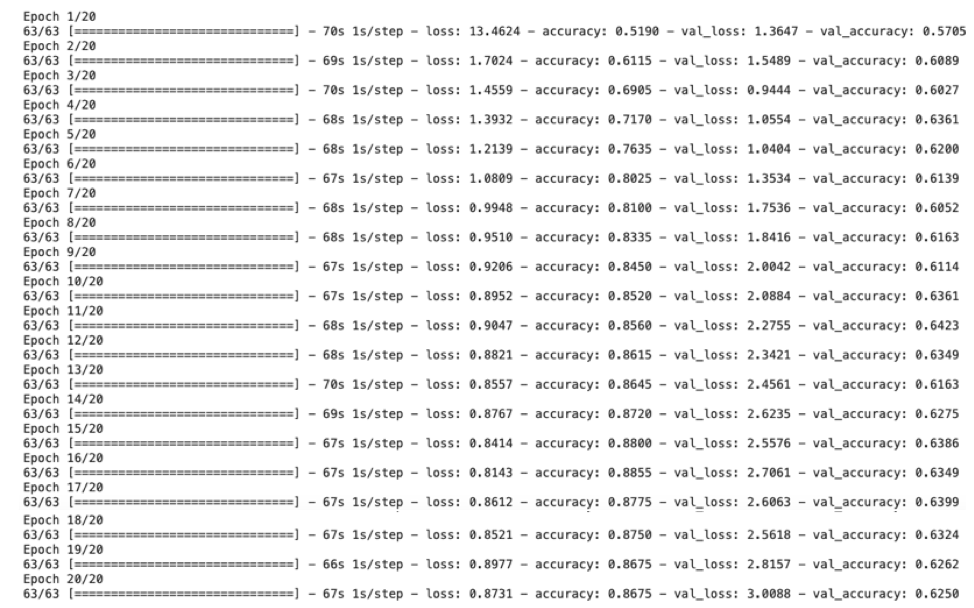 Epoch 1/20
63/63 [==============================] - 70s 1s/step - loss: 13.4624 - accuracy: 0.5190 - val_loss: 1.3647 - val_accuracy: 0.5705
Epoch 2/20
63/63 [==============================] - 69s 1s/step - loss: 1.7024 - accuracy: 0.6115 - val_loss: 1.5489 - val_accuracy: 0.6089
Epoch 3/20
63/63 [==============================] - 70s 1s/step - loss: 1.4559 - accuracy: 0.6905 - val_loss: 0.9444 - val_accuracy: 0.6027
Epoch 4/20
63/63 [==============================] - 68s 1s/step - loss: 1.3932 - accuracy: 0.7170 - val_loss: 1.0554 - val_accuracy: 0.6361
Epoch 5/20
63/63 [==============================] - 68s 1s/step - loss: 1.2139 - accuracy: 0.7635 - val_loss: 1.0404 - val_accuracy: 0.6200
Epoch 6/20
63/63 [==============================] - 67s 1s/step - loss: 1.0809 - accuracy: 0.8025 - val_loss: 1.3534 - val_accuracy: 0.6139
Epoch 7/20
63/63 [==============================] - 68s 1s/step - loss: 0.9948 - accuracy: 0.8100 - val_loss: 1.7536 - val_accuracy: 0.6052
Epoch 8/20
63/63 [==============================] - 68s 1s/step - loss: 0.9510 - accuracy: 0.8335 - val_loss: 1.8416 - val_accuracy: 0.6163
Epoch 9/20
63/63 [==============================] - 67s 1s/step - loss: 0.9206 - accuracy: 0.8450 - val_loss: 2.0042 - val_accuracy: 0.6114
Epoch 10/20
63/63 [==============================] - 67s 1s/step - loss: 0.8952 - accuracy: 0.8520 - val_loss: 2.0884 - val_accuracy: 0.6361
Epoch 11/20
63/63 [==============================] - 68s 1s/step - loss: 0.9047 - accuracy: 0.8560 - val_loss: 2.2755 - val_accuracy: 0.6423
Epoch 12/20
63/63 [==============================] - 68s 1s/step - loss: 0.8821 - accuracy: 0.8615 - val_loss: 2.3421 - val_accuracy: 0.6349
Epoch 13/20
63/63 [==============================] - 70s 1s/step - loss: 0.8557 - accuracy: 0.8645 - val_loss: 2.4561 - val_accuracy: 0.6163
Epoch 14/20
63/63 [==============================] - 69s 1s/step - loss: 0.8767 - accuracy: 0.8720 - val_loss: 2.6235 - val_accuracy: 0.6275
Epoch 15/20
63/63 [==============================] - 67s 1s/step - loss: 0.8414 - accuracy: 0.8800 - val_loss: 2.5576 - val_accuracy: 0.6386
Epoch 16/20
63/63 [==============================] - 67s 1s/step - loss: 0.8143 - accuracy: 0.8855 - val_loss: 2.7061 - val_accuracy: 0.6349
Epoch 17/20
63/63 [==============================] - 67s 1s/step - loss: 0.8612 - accuracy: 0.8775 - val_loss: 2.6063 - val_accuracy: 0.6399
Epoch 18/20
63/63 [==============================] - 67s 1s/step - loss: 0.8521 - accuracy: 0.8750 - val_loss: 2.5618 - val_accuracy: 0.6324
Epoch 19/20
63/63 [==============================] - 66s 1s/step - loss: 0.8977 - accuracy: 0.8675 - val_loss: 2.8157 - val_accuracy: 0.6262
Epoch 20/20
63/63 [==============================] - 67s 1s/step - loss: 0.8731 - accuracy: 0.8675 - val_loss: 3.0088 - val_accuracy: 0.6250